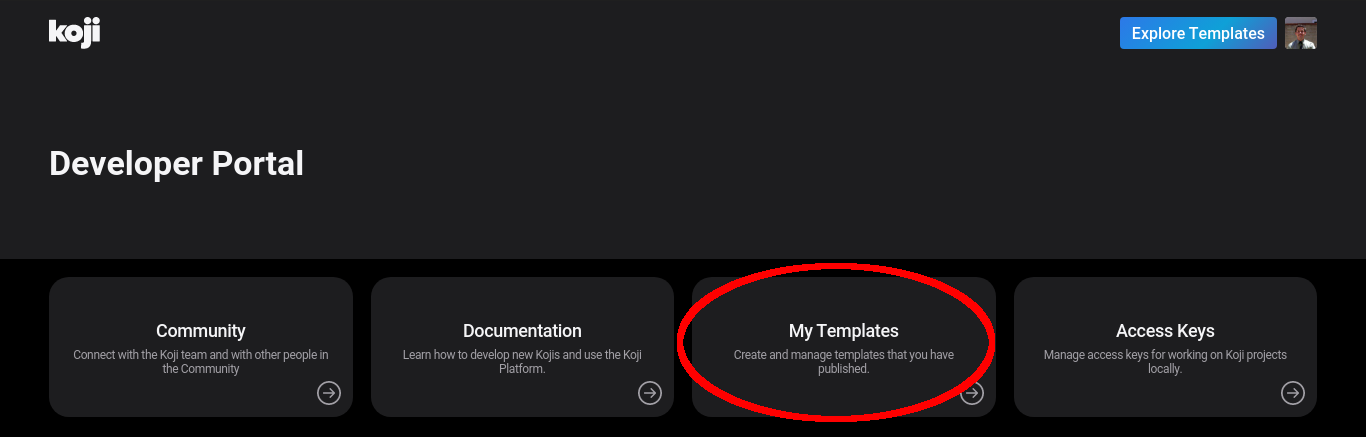 koji
Explore Templates
Developer Portal
Community
Connect with the Koji team and with other people in
the Community
Documentation
Learn how to develop new Kojis and use the Koji
Platform.
My Templates
Create and manage templates that you have
published.
Access Keys
Manage access keys for working on Koji projects
locally.